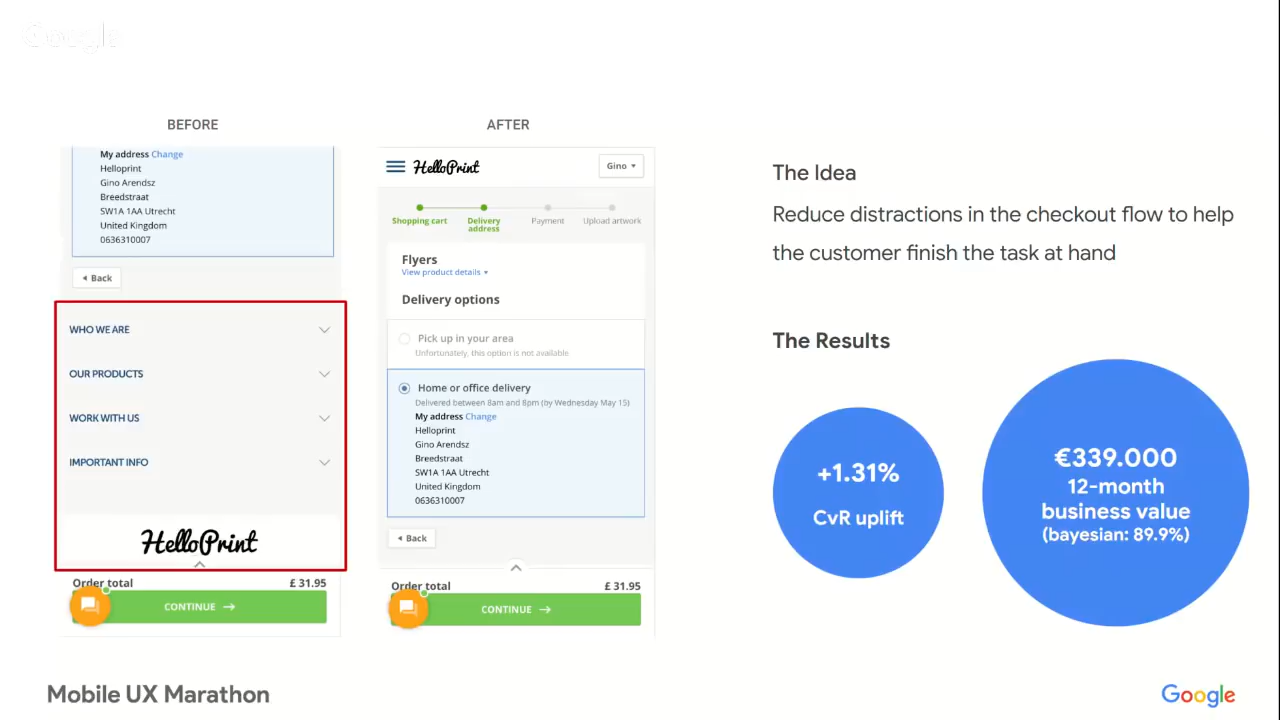 Google
BEFORE
My address Change
Helloprint
Gino Arendsz
Breedstraat
SW1A 1AA Utrecht
United Kingdom
0636310007
Back
WHO WE ARE
OUR PRODUCTS
WORK WITH US
IMPORTANT INFO
HelloPrint
Order total £ 31.95
CONTINUE
AFTER
HelloPrint Gino
Shopping cart Delivery address Payment Upload artwork
Flyers
View product details
Delivery options
Pick up in your area
Unfortunately, this option is not available
Home or office delivery
Delivered between 8am and 8pm (by Wednesday May 15)
My address Change
Helloprint
Gino Arendsz
Breedstraat
SW1A 1AA Utrecht
United Kingdom
0636310007
Back
Order total £ 31.95
CONTINUE
The Idea
Reduce distractions in the checkout flow to help
the customer finish the task at hand
The Results
+1.31%
CvR uplift
€339.000
12-month
business value
(bayesian: 89.9%)
Mobile UX Marathon
Google